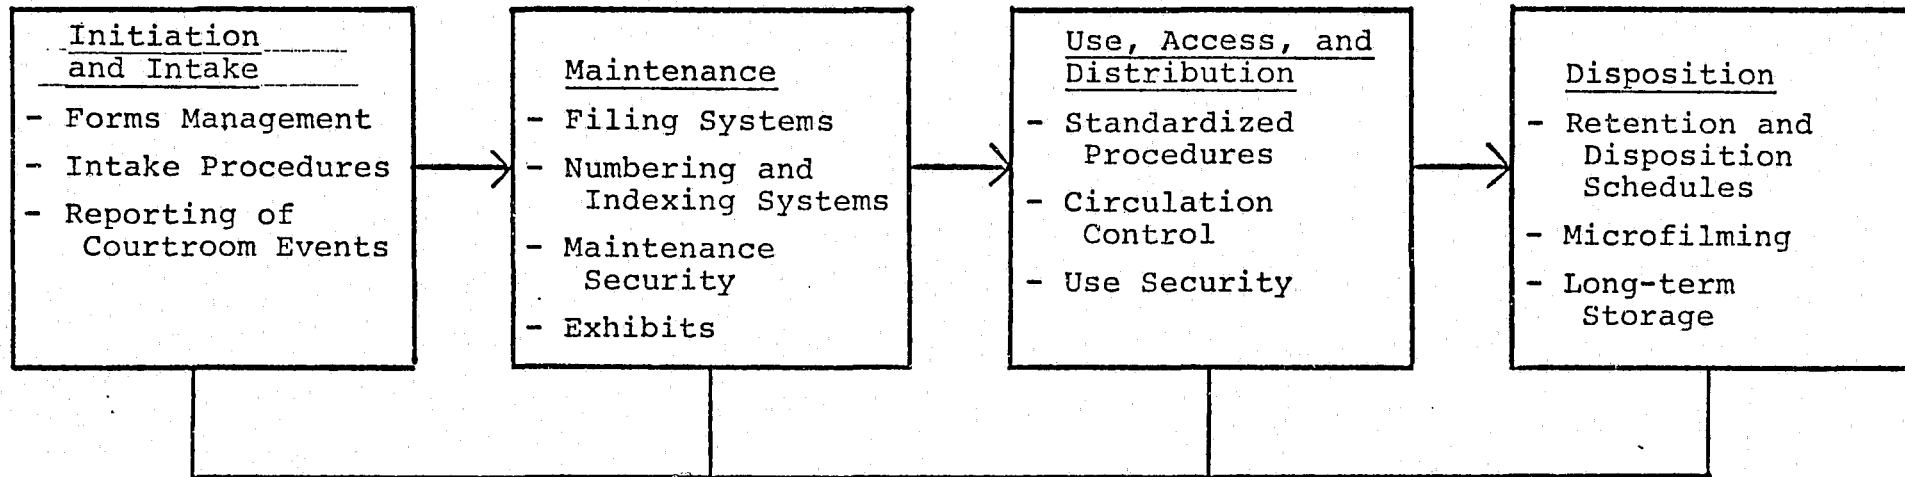 Initiation
and Intake
- Forms Management
- Intake Procedures
- Reporting of
Courtroom Events
Maintenance
- Filing Systems
- Numbering and
Indexing Systems
- Maintenance
Security
- Exhibits
Use, Access, and
Distribution
- Standardized
Procedures
- Circulation
Control
- Use Security
Disposition
- Retention and
Disposition
Schedules
- Microfilming
- Long-term
Storage